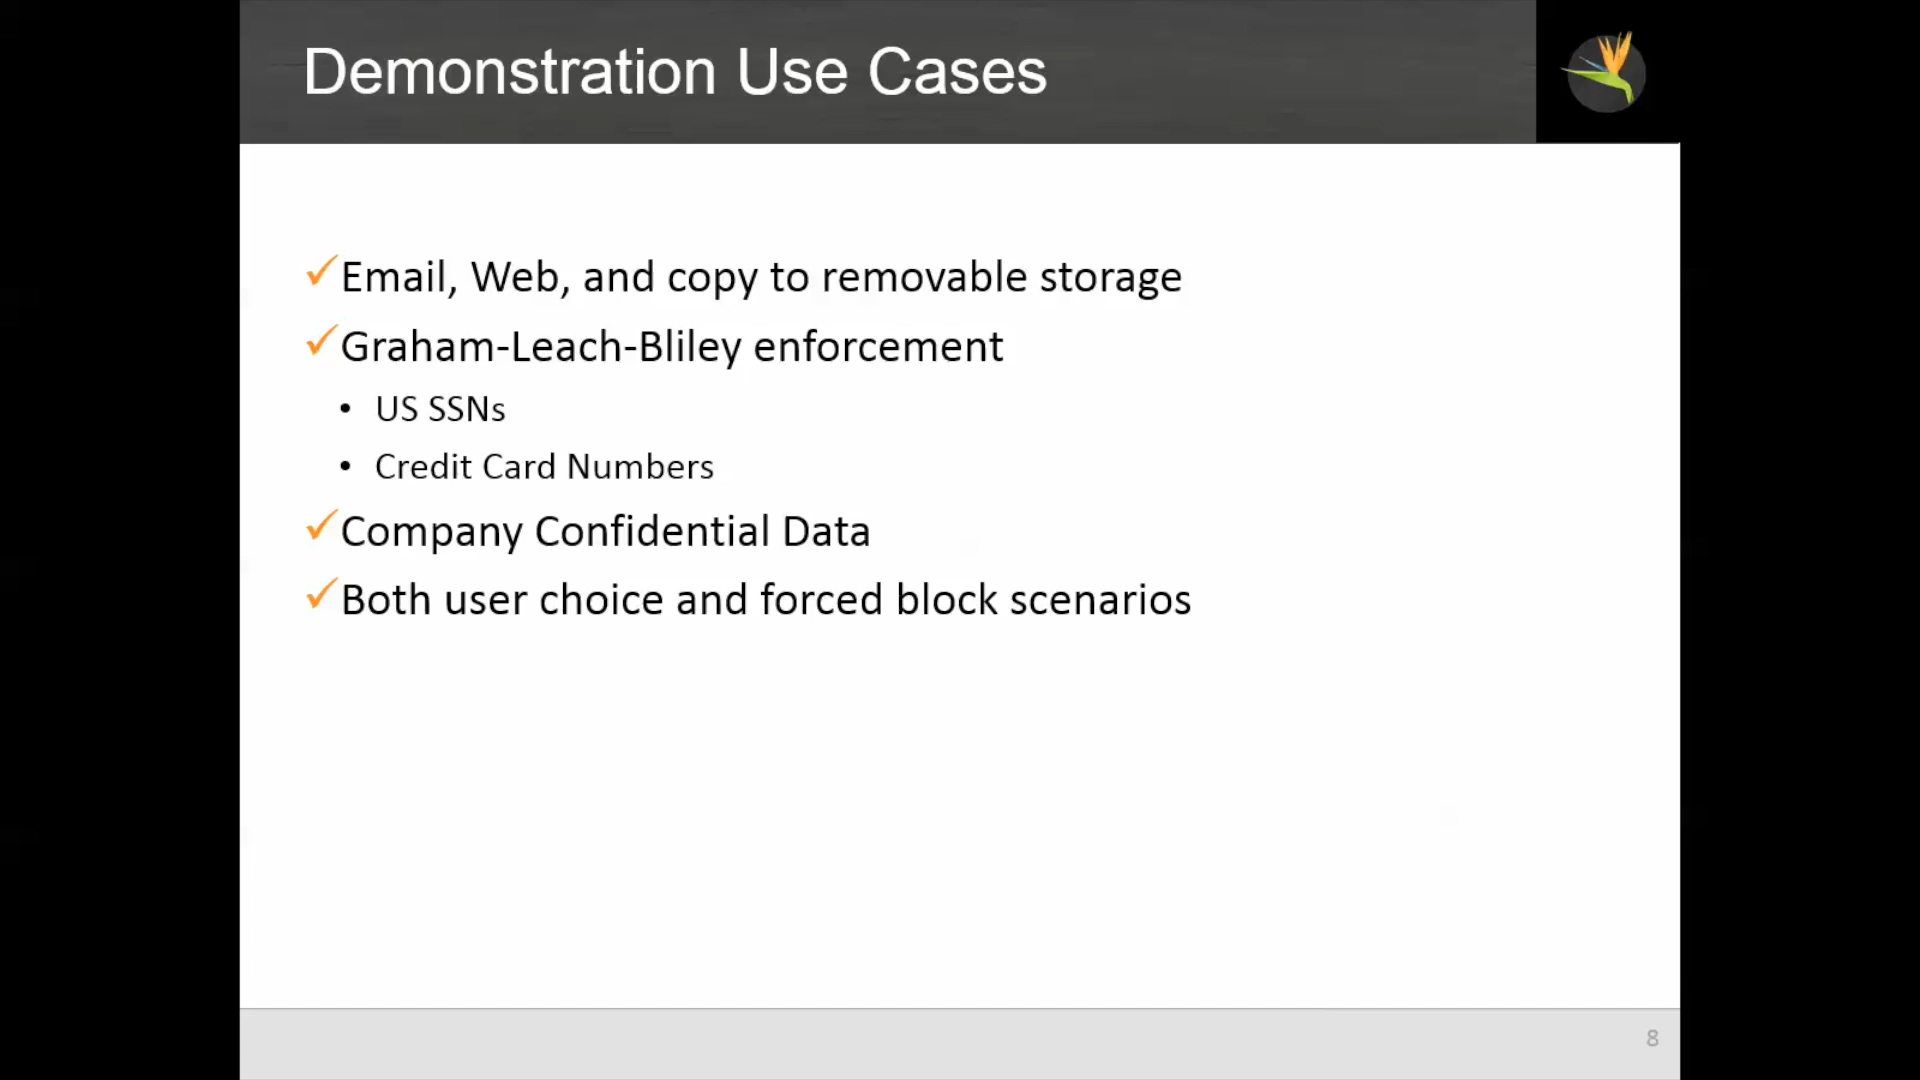 Demonstration Use Cases
✓Email, Web, and copy to removable storage
✓Graham-Leach-Bliley enforcement
• US SSNs
• Credit Card Numbers
✓Company Confidential Data
✓Both user choice and forced block scenarios
8